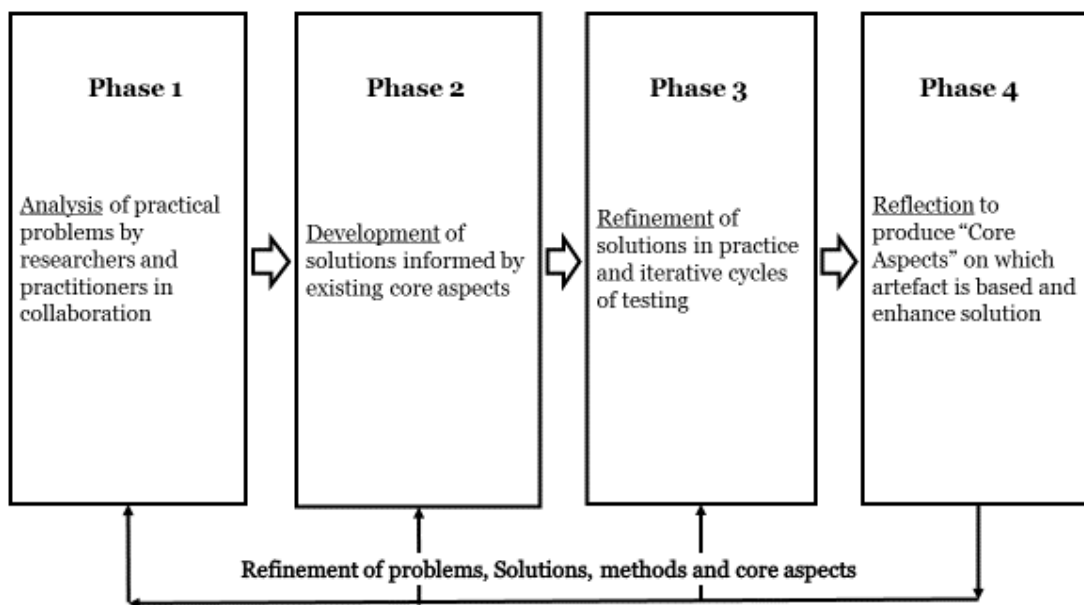 Phase 1
Analysis of practical
problems by
researchers and
practitioners in
collaboration
Phase 2
Development of
solutions informed by
existing core aspects
Phase 3
Refinement of
solutions in practice
and iterative cycles
of testing
Phase 4
Reflection to
produce “Core
Aspects” on which
artefact is based and
enhance solution
Refinement of problems, Solutions, methods and core aspects